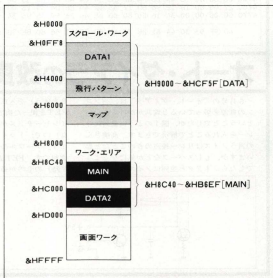 &H0000
スクロール・ワーク
&H0FF8
DATA1
&H4000
飛行パターン
&H9000～&HCF5F[DATA]
&H6000
マップ
&H8000
ワーク・エリア
&H8C40
MAIN
&H8C40～&HB6EF[MAIN]
&HC000
DATA2
&HD000
画面ワーク
&HFFFF